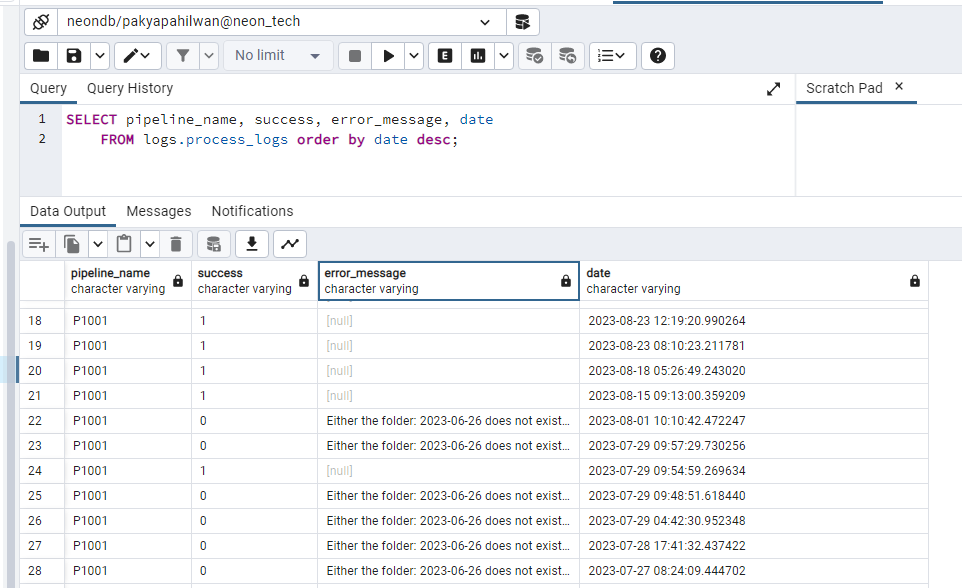 neondb/pakyapahilwan@neon_tech
No limit
E
Query Query History
Scratch Pad
1 SELECT pipeline_name, success, error_message, date
2 FROM logs.process_logs order by date desc;
Data Output Messages Notifications
pipeline_name success error_message date
character varying character varying character varying character varying
18 P1001 1 [null] 2023-08-23 12:19:20.990264
19 P1001 1 [null] 2023-08-23 08:10:23.211781
20 P1001 1 [null] 2023-08-18 05:26:49.243020
21 P1001 1 [null] 2023-08-15 09:13:00.359209
22 P1001 0 Either the folder: 2023-06-26 does not exist... 2023-08-01 10:10:42.472247
23 P1001 0 Either the folder: 2023-06-26 does not exist... 2023-07-29 09:57:29.730256
24 P1001 1 [null] 2023-07-29 09:54:59.269634
25 P1001 0 Either the folder: 2023-06-26 does not exist... 2023-07-29 09:48:51.618440
26 P1001 0 Either the folder: 2023-06-26 does not exist... 2023-07-29 04:42:30.952348
27 P1001 0 Either the folder: 2023-06-26 does not exist... 2023-07-28 17:41:32.437422
28 P1001 0 Either the folder: 2023-06-26 does not exist... 2023-07-27 08:24:09.444702